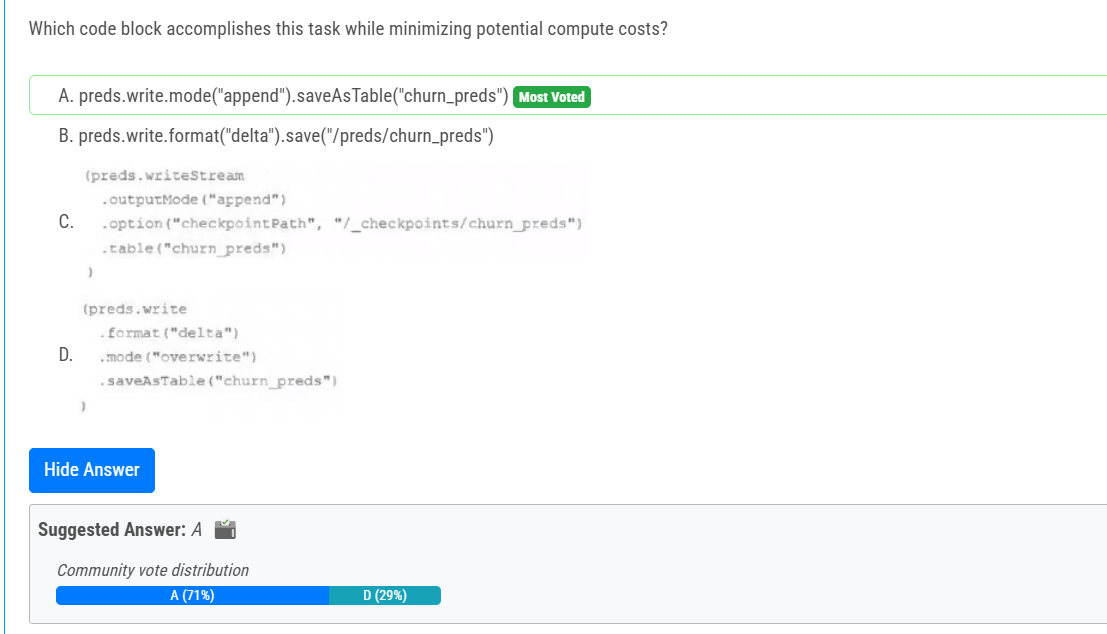 Which code block accomplishes this task while minimizing potential compute costs?
A. preds.write.mode("append").saveAsTable("churn_preds") Most Voted
B. preds.write.format("delta").save("/preds/churn_preds")
C.
(preds.writeStream
.outputMode("append")
.option("checkpointPath", "/_checkpoints/churn_preds")
.table("churn_preds")
)
D.
(preds.write
.format("delta")
.mode("overwrite")
.saveAsTable("churn_preds")
)
Hide Answer
Suggested Answer: A
Community vote distribution
A (71%) D (29%)